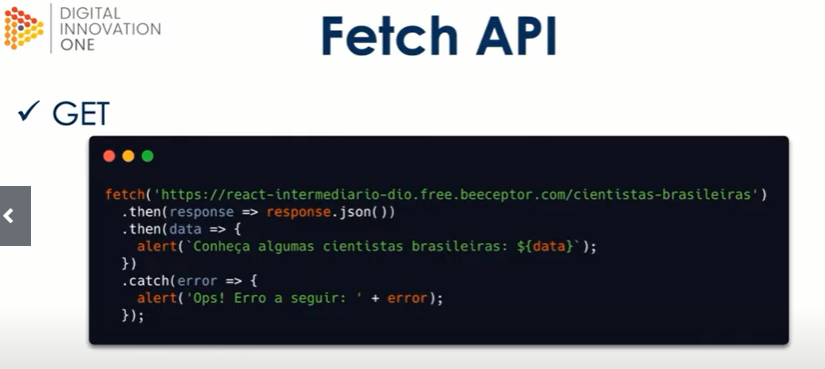 DIGITAL
INNOVATION
ONE
Fetch API
✓ GET
fetch('https://react-intermediario-dio.free.beeceptor.com/cientistas-brasileiras')
  .then(response => response.json())
  .then(data => {
    alert(`Conheça algumas cientistas brasileiras: ${data}`);
  })
  .catch(error => {
    alert('Ops! Erro a seguir: ' + error);
  });